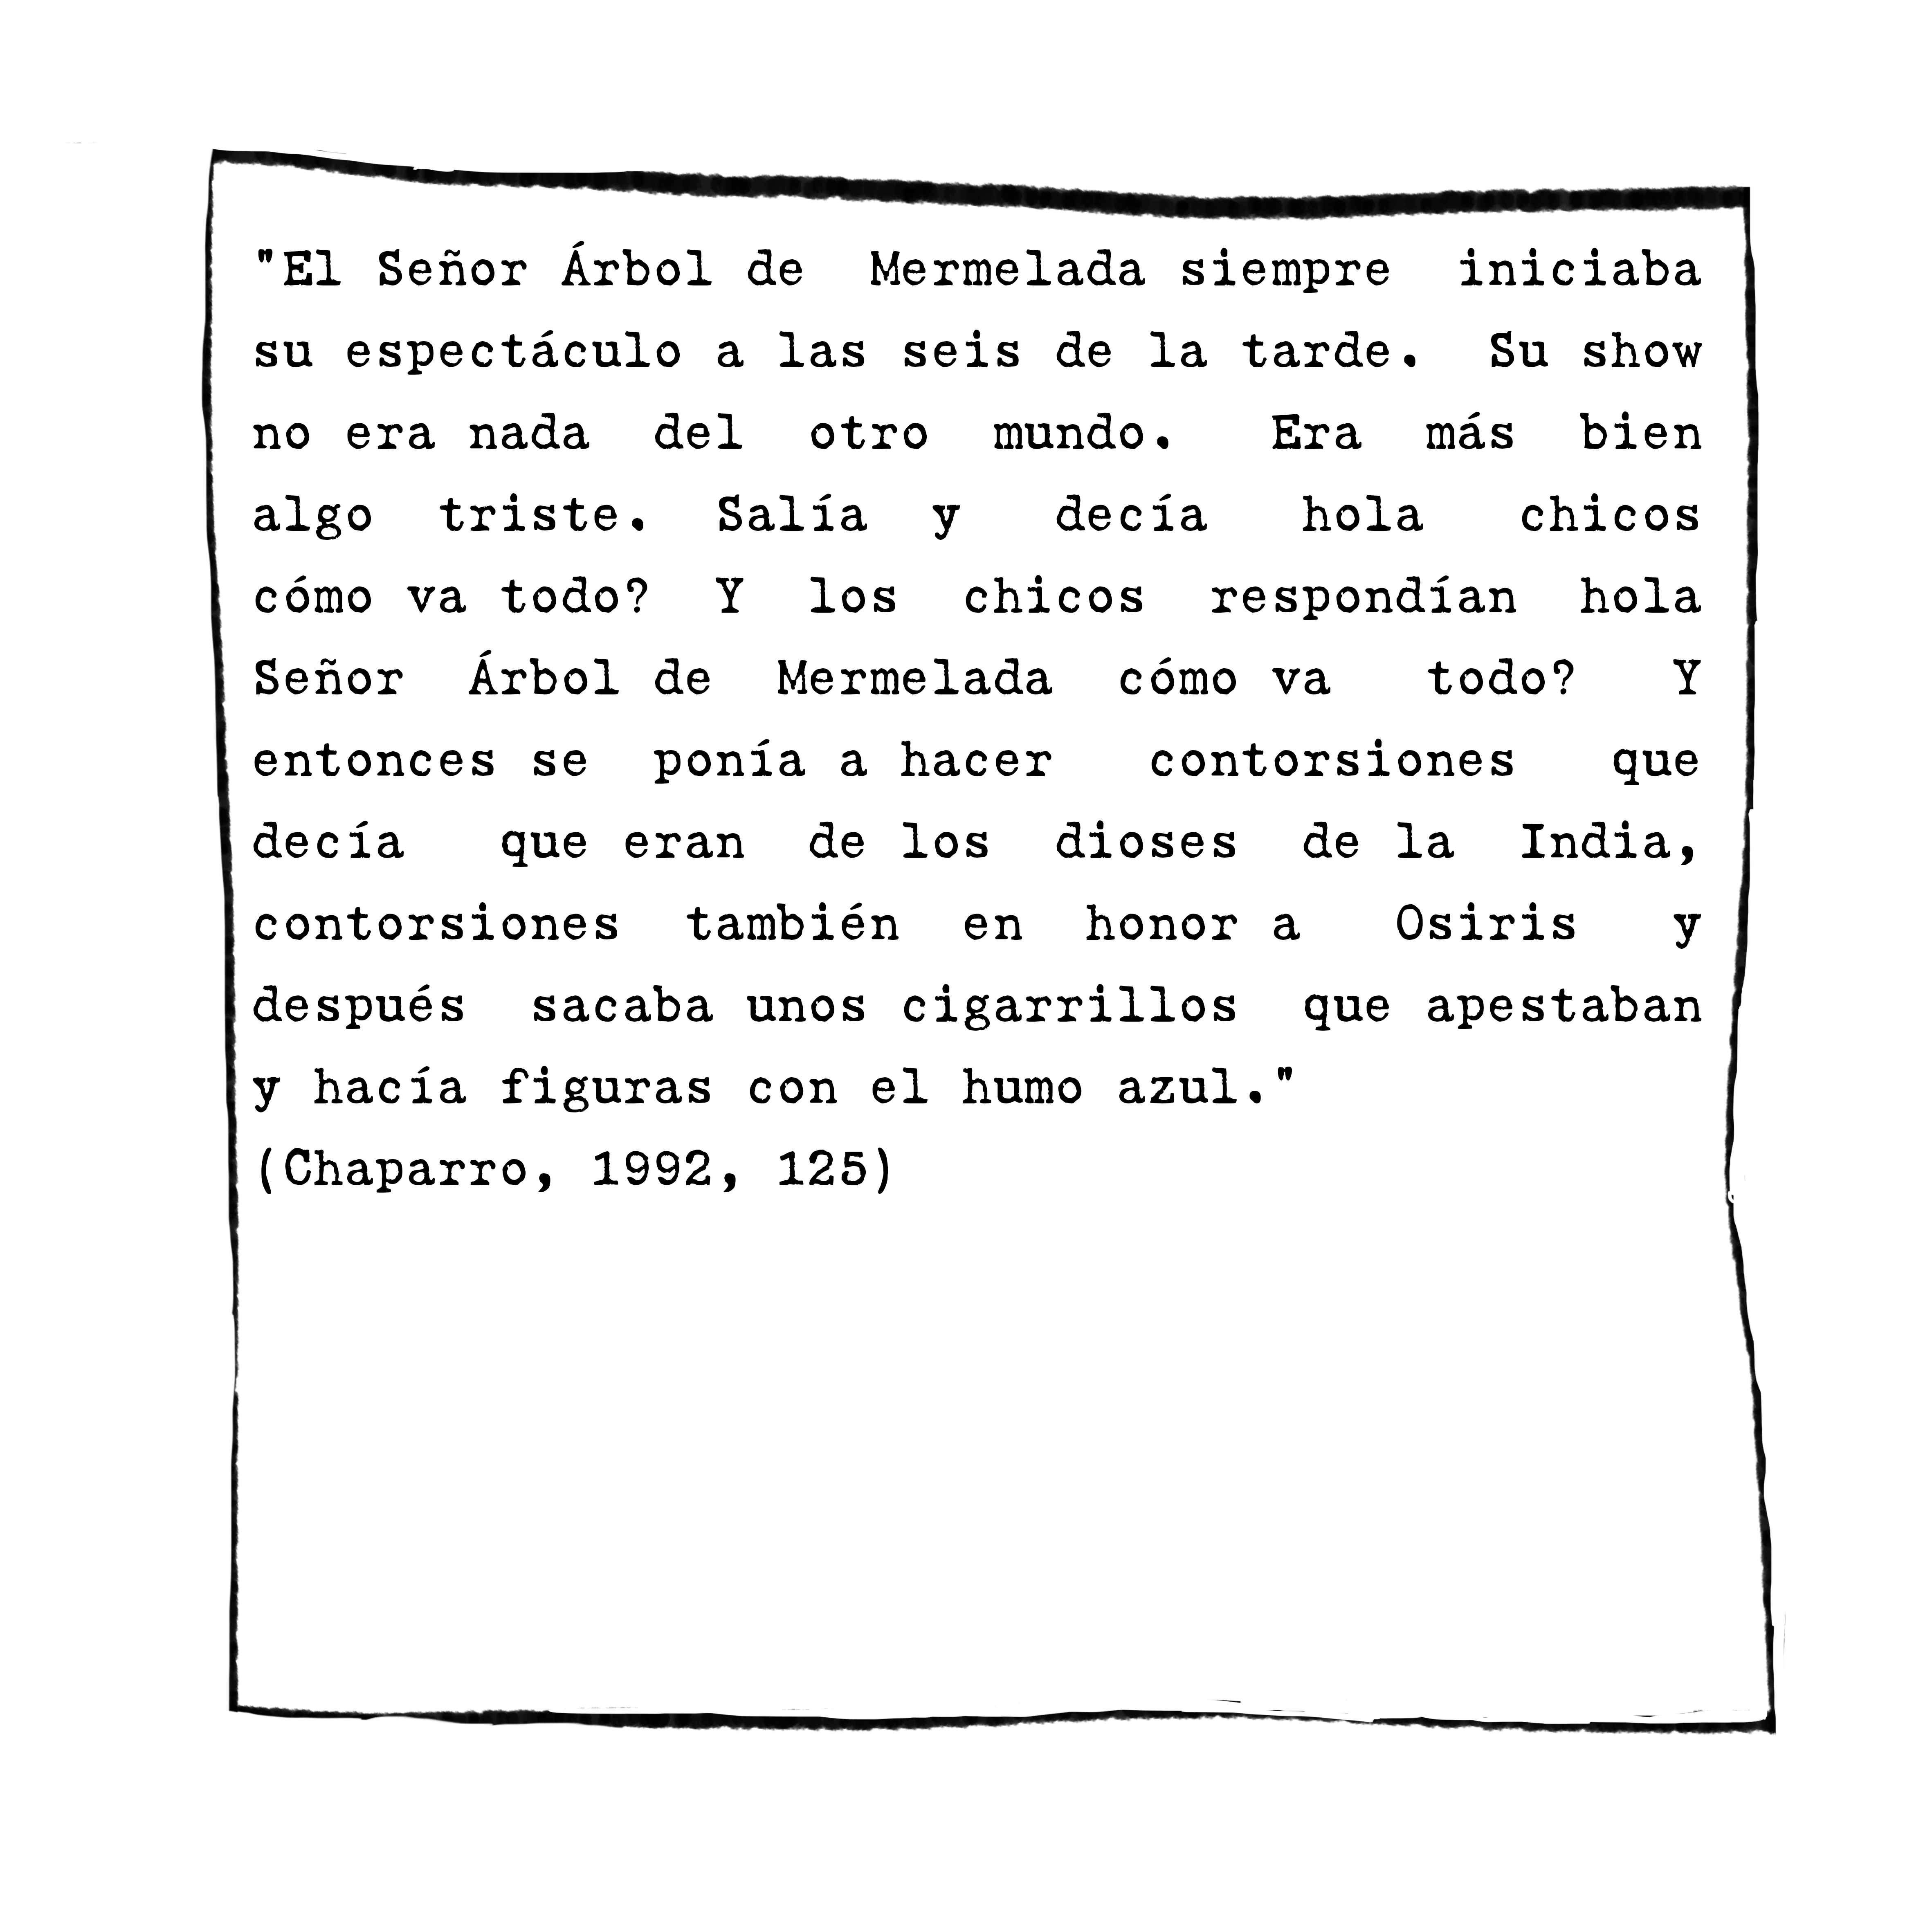 "El Señor Árbol de Mermelada siempre iniciaba
su espectáculo a las seis de la tarde. Su show
no era nada del otro mundo. Era más bien
algo triste. Salía y decía hola chicos
cómo va todo? Y los chicos respondían hola
Señor Árbol de Mermelada cómo va todo? Y
entonces se ponía a hacer contorsiones que
decía que eran de los dioses de la India,
contorsiones también en honor a Osiris y
después sacaba unos cigarrillos que apestaban
y hacía figuras con el humo azul."
(Chaparro, 1992, 125)